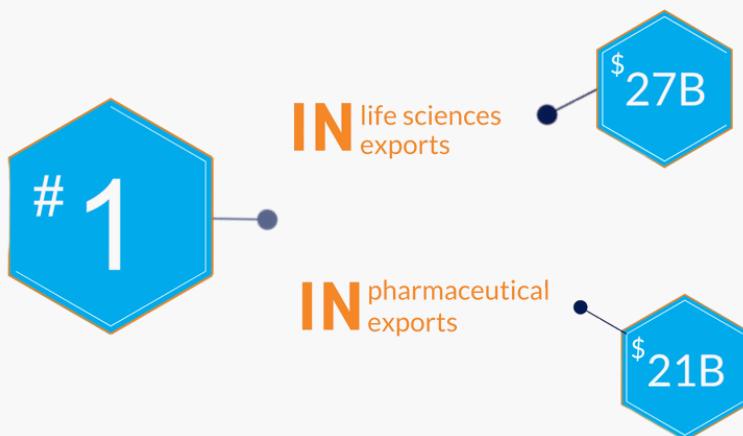 #1
IN life sciences
exports
$27B
IN pharmaceutical
exports
$21B